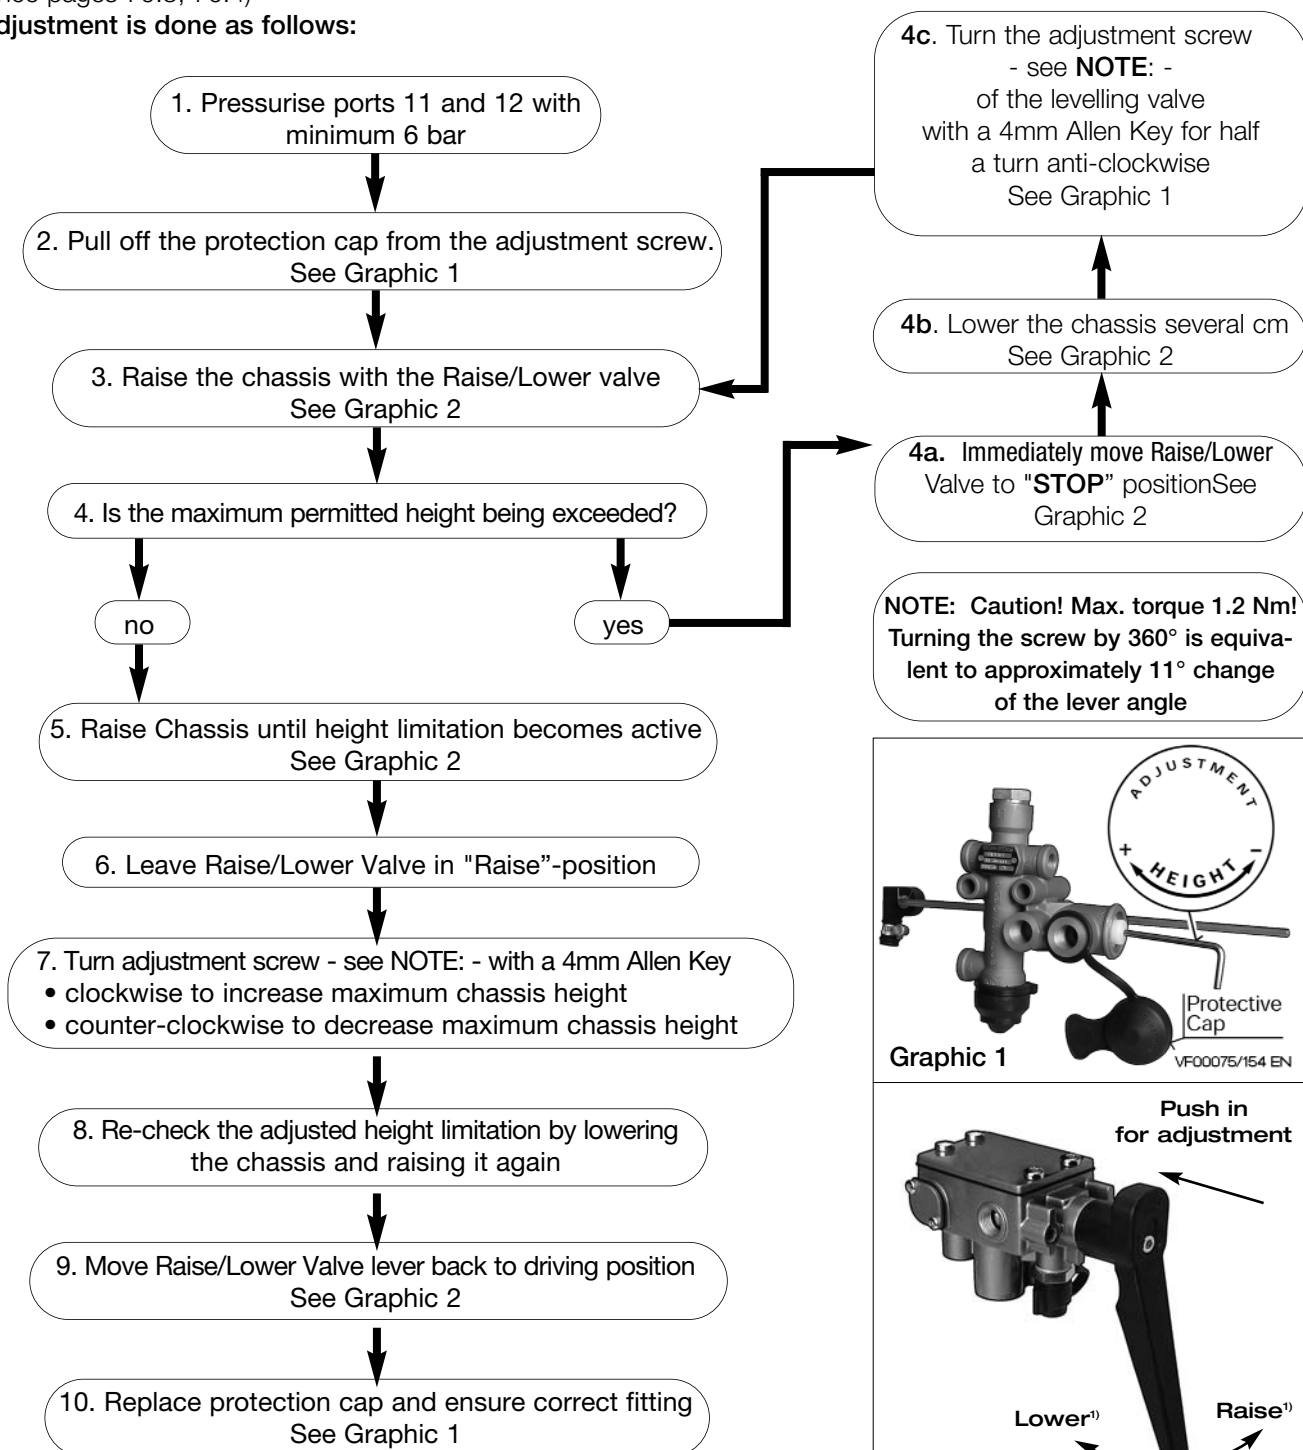 djustment is done as follows:
1. Pressurise ports 11 and 12 with
minimum 6 bar
2. Pull off the protection cap from the adjustment screw.
See Graphic 1
3. Raise the chassis with the Raise/Lower valve
See Graphic 2
4. Is the maximum permitted height being exceeded?
no
yes
5. Raise Chassis until height limitation becomes active
See Graphic 2
6. Leave Raise/Lower Valve in "Raise”-position
7. Turn adjustment screw - see NOTE: - with a 4mm Allen Key
• clockwise to increase maximum chassis height
• counter-clockwise to decrease maximum chassis height
8. Re-check the adjusted height limitation by lowering
the chassis and raising it again
9. Move Raise/Lower Valve lever back to driving position
See Graphic 2
10. Replace protection cap and ensure correct fitting
See Graphic 1
4c. Turn the adjustment screw
- see NOTE: -
of the levelling valve
with a 4mm Allen Key for half
a turn anti-clockwise
See Graphic 1
4b. Lower the chassis several cm
See Graphic 2
4a. Immediately move Raise/Lower
Valve to "STOP” positionSee
Graphic 2
NOTE: Caution! Max. torque 1.2 Nm!
Turning the screw by 360° is equiva-
lent to approximately 11° change
of the lever angle
ADJUSTMENT
+ HEIGHT −
Protective
Cap
Graphic 1
VF00075/154 EN
Push in
for adjustment
Lower¹⁾
Raise¹⁾